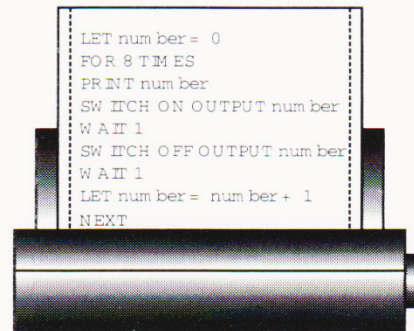 LET number = 0
FOR 8 TIMES
PRINT number
SWITCH ON OUTPUT number
WAIT 1
SWITCH OFF OUTPUT number
WAIT 1
LET number = number + 1
NEXT